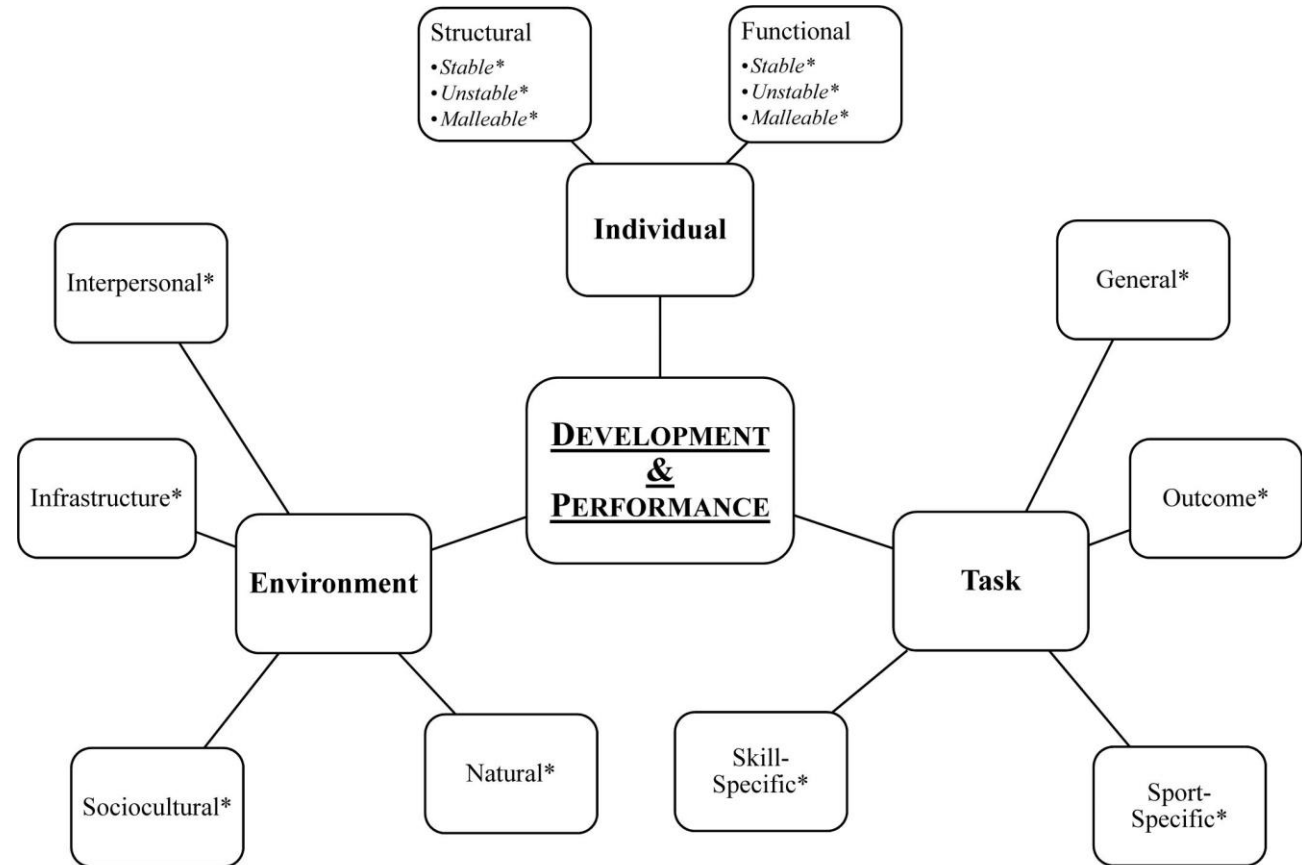 Structural
• Stable*
• Unstable*
• Malleable*
Functional
• Stable*
• Unstable*
• Malleable*
Individual
Interpersonal*
General*
DEVELOPMENT
&
PERFORMANCE
Infrastructure*
Outcome*
Environment
Task
Sociocultural*
Natural*
Skill-
Specific*
Sport-
Specific*